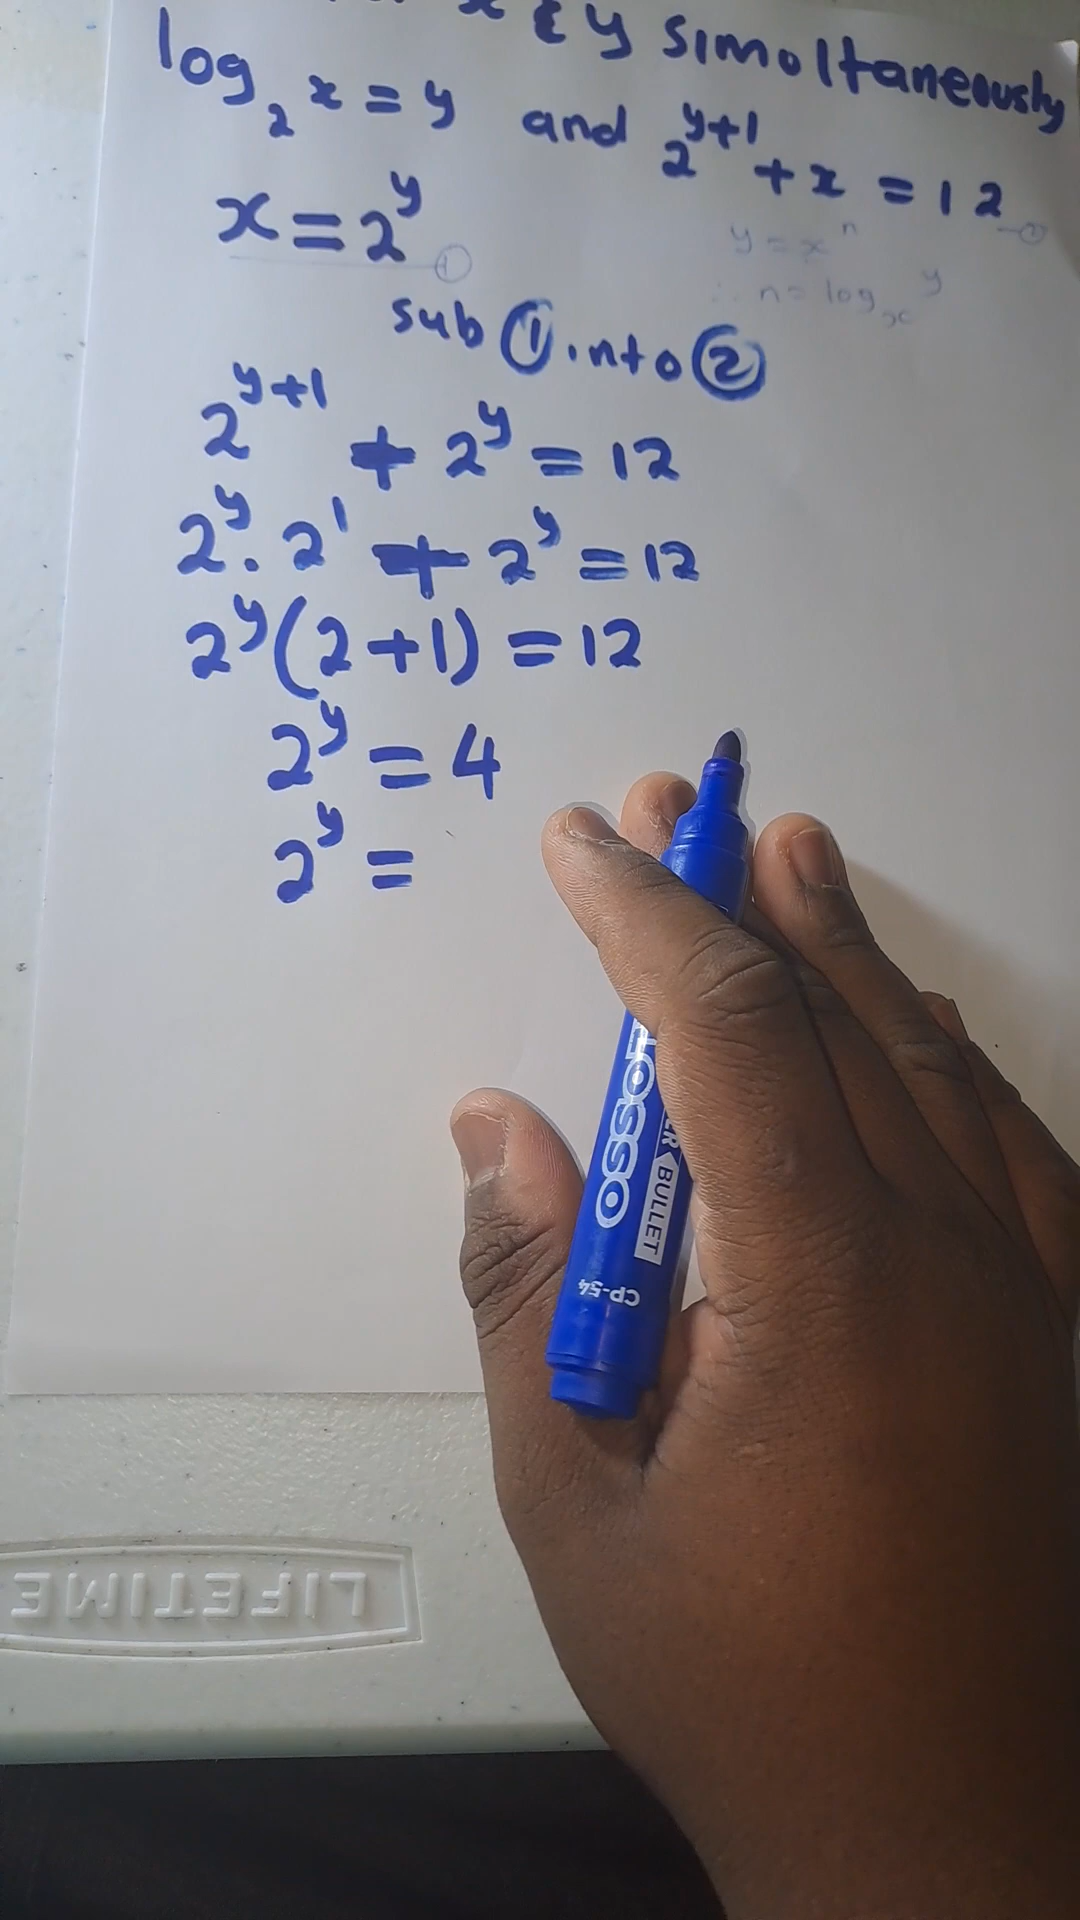 x & y simoltaneously
log₂ x = y and 2^(y+1) + x = 12 —②
x = 2^y ①
y = x^n
∴ n = log_x y
sub ① into ②
2^(y+1) + 2^y = 12
2^y . 2^1 + 2^y = 12
2^y (2+1) = 12
2^y = 4
2^y =
LOSSO
BULLET
CP-54
LIFETIME